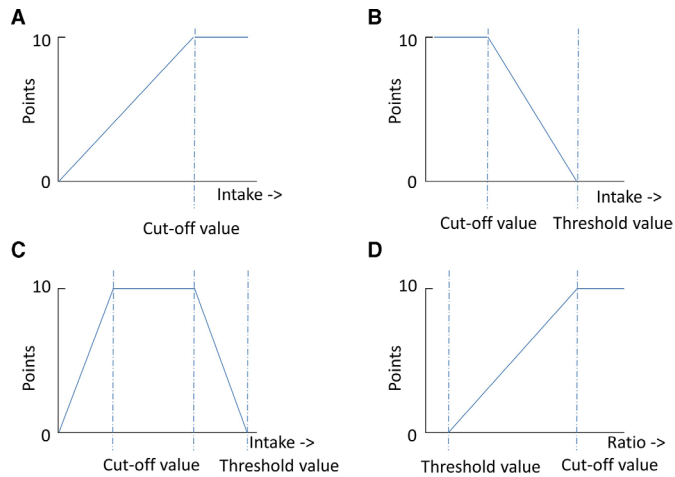 A
10
Points
0
Intake ->
Cut-off value
B
10
Points
0
Intake ->
Cut-off value Threshold value
C
10
Points
0
Intake ->
Cut-off value Threshold value
D
10
Points
0
Ratio ->
Threshold value Cut-off value